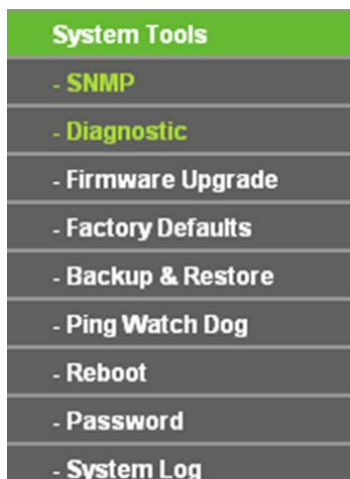 System Tools
- SNMP
- Diagnostic
- Firmware Upgrade
- Factory Defaults
- Backup & Restore
- Ping Watch Dog
- Reboot
- Password
- System Log